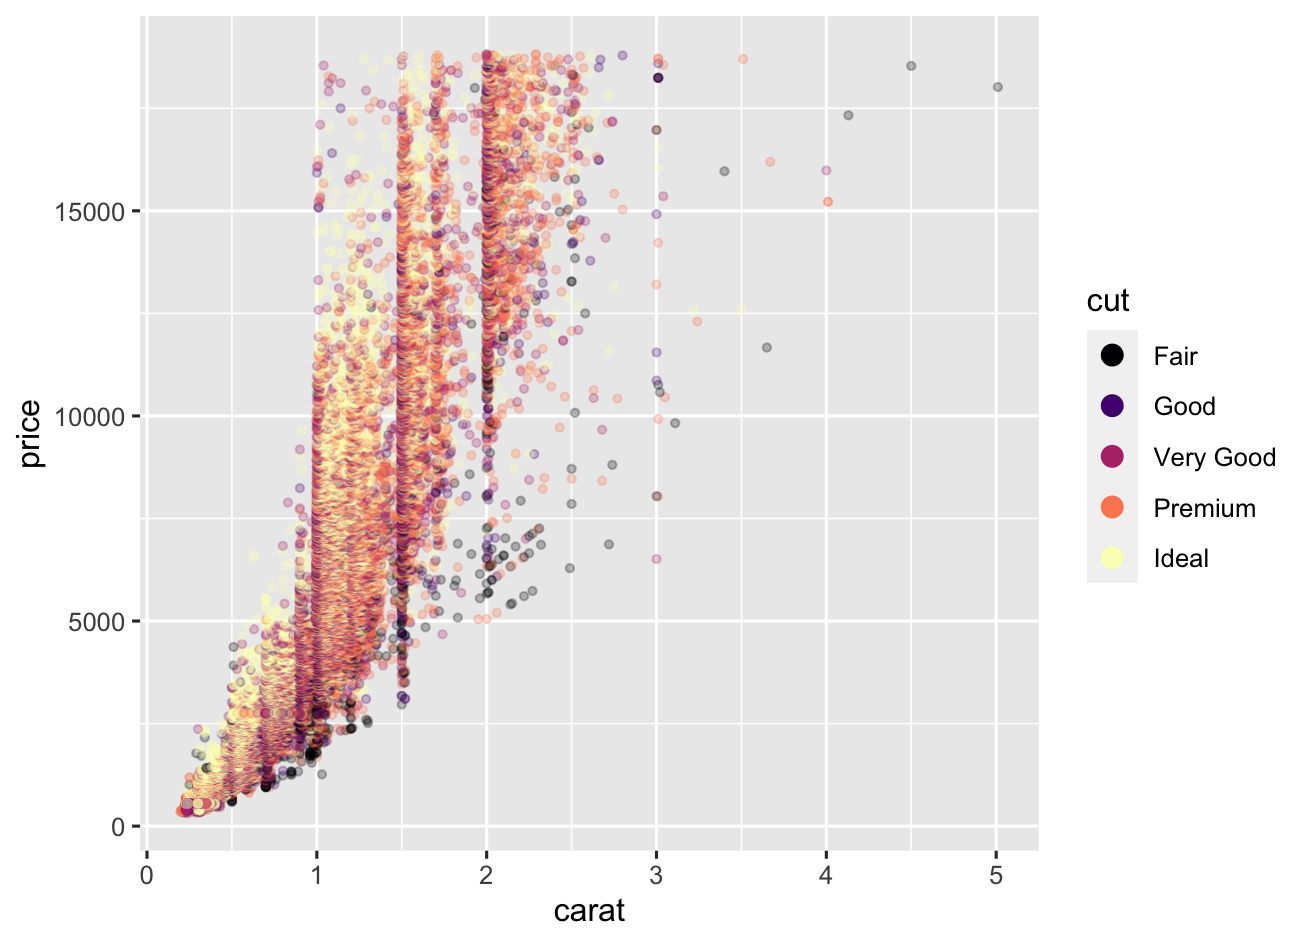 15000
10000
5000
0
price
0 1 2 3 4 5
carat
cut
Fair
Good
Very Good
Premium
Ideal